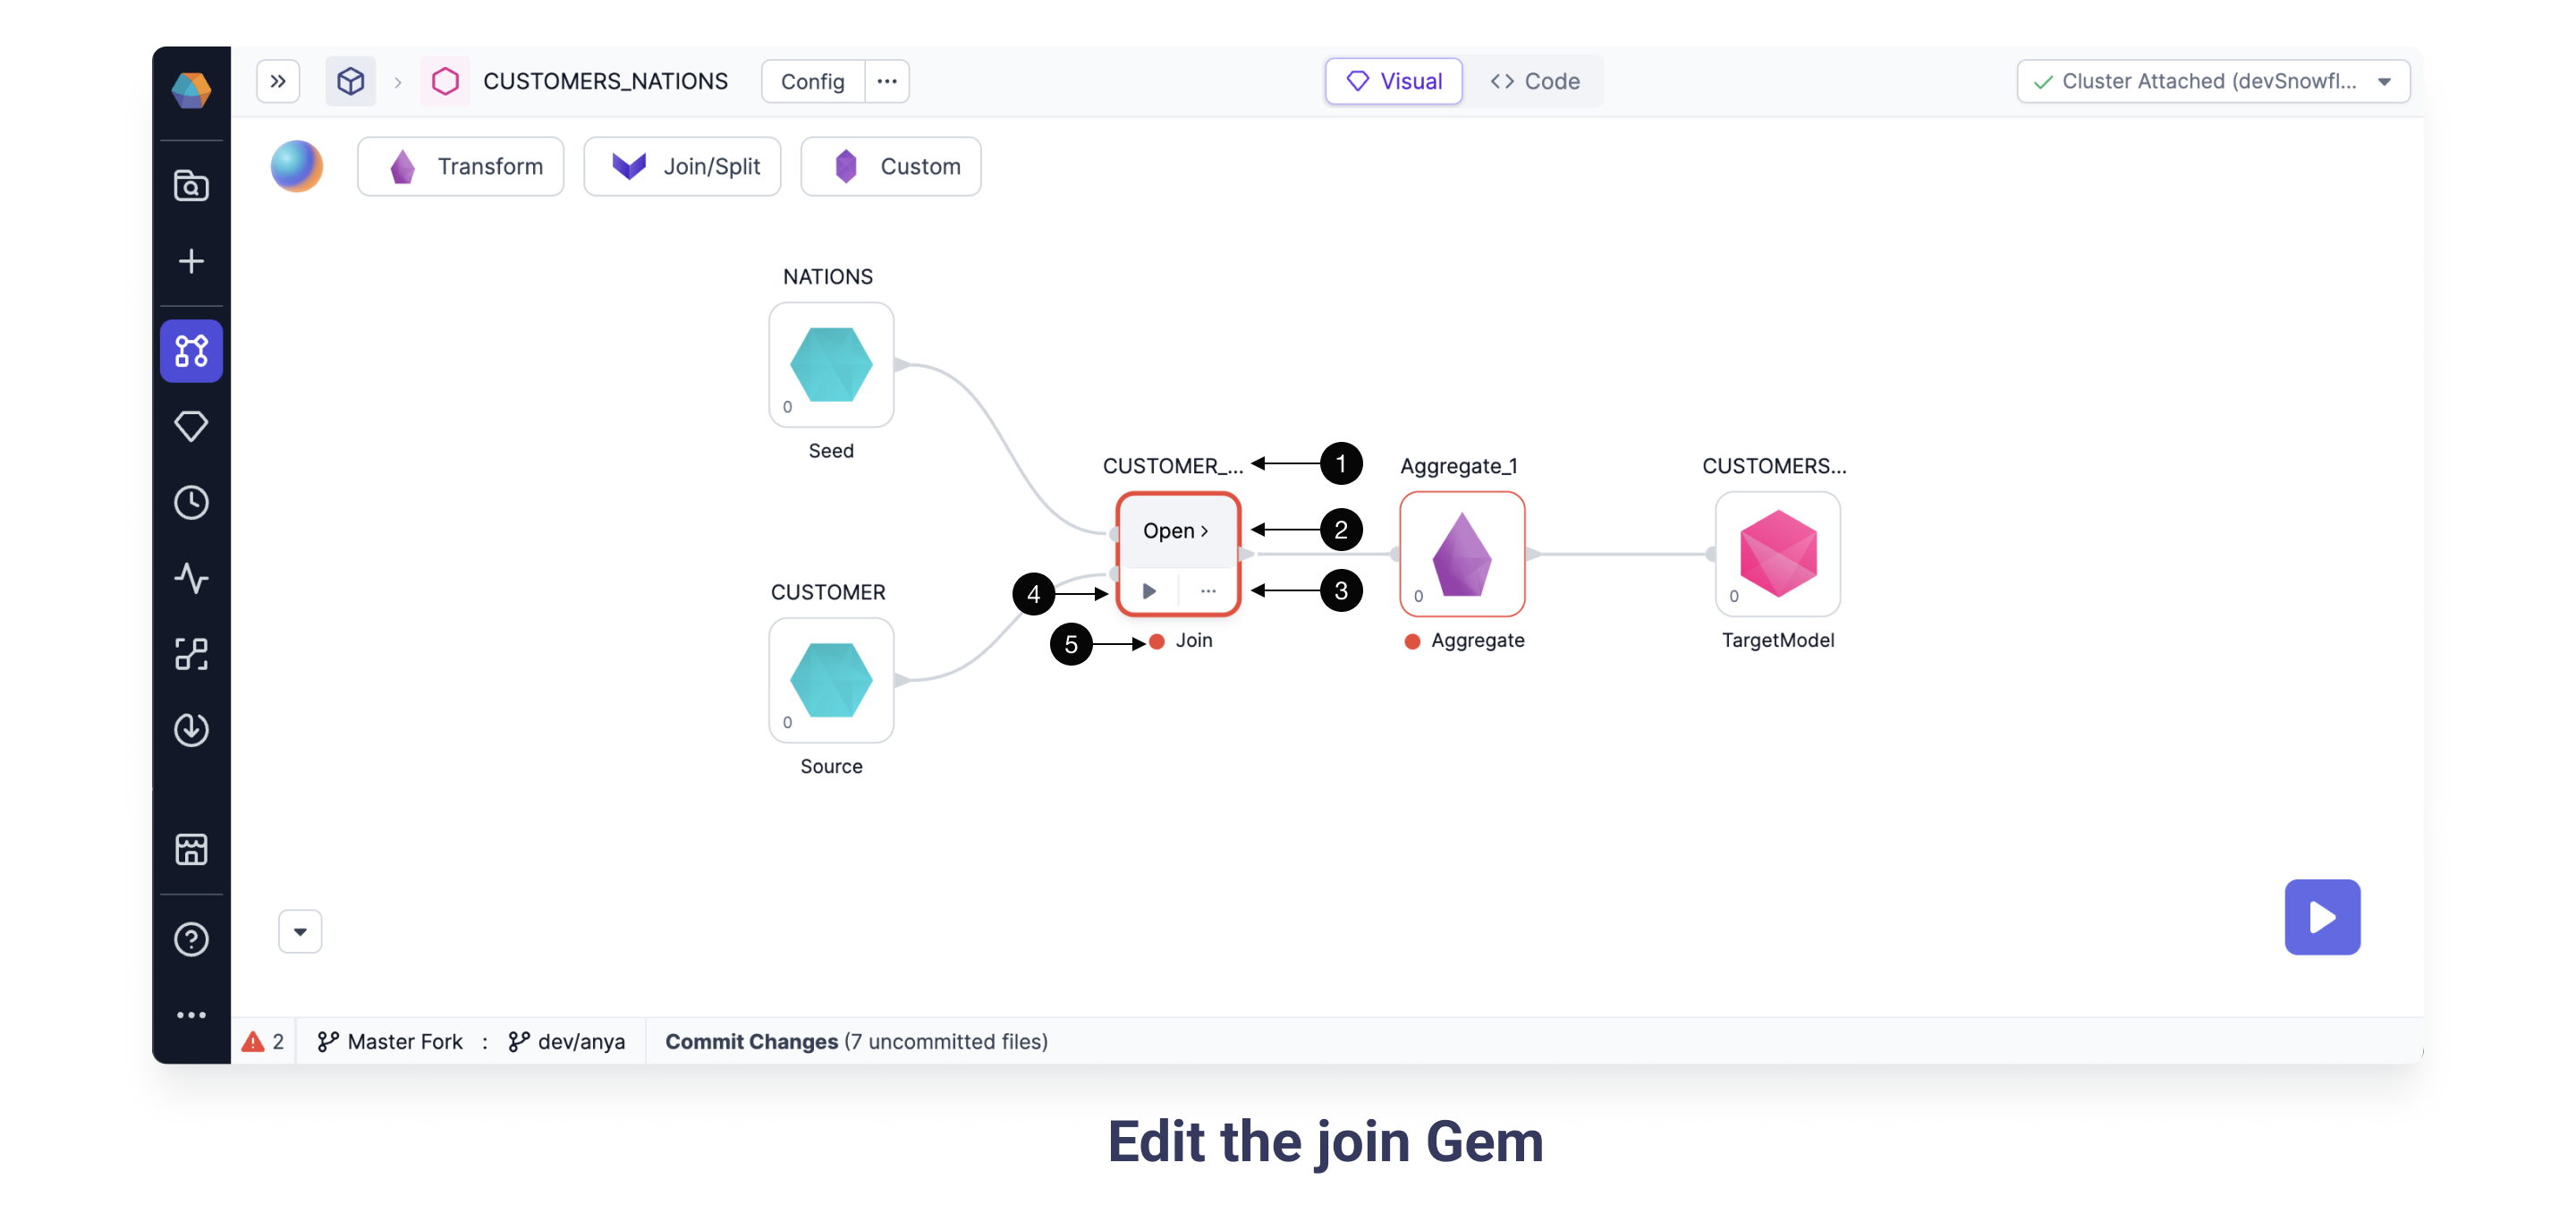 CUSTOMERS_NATIONS Config ... Visual <> Code Cluster Attached (devSnowfl...
Transform Join/Split Custom
NATIONS
0
Seed
CUSTOMER_... 1 Aggregate_1 CUSTOMERS...
Open > 2
CUSTOMER 4 ... 3 0 0
5 Join Aggregate TargetModel
0
Source
2 Master Fork : dev/anya Commit Changes (7 uncommitted files)
Edit the join Gem